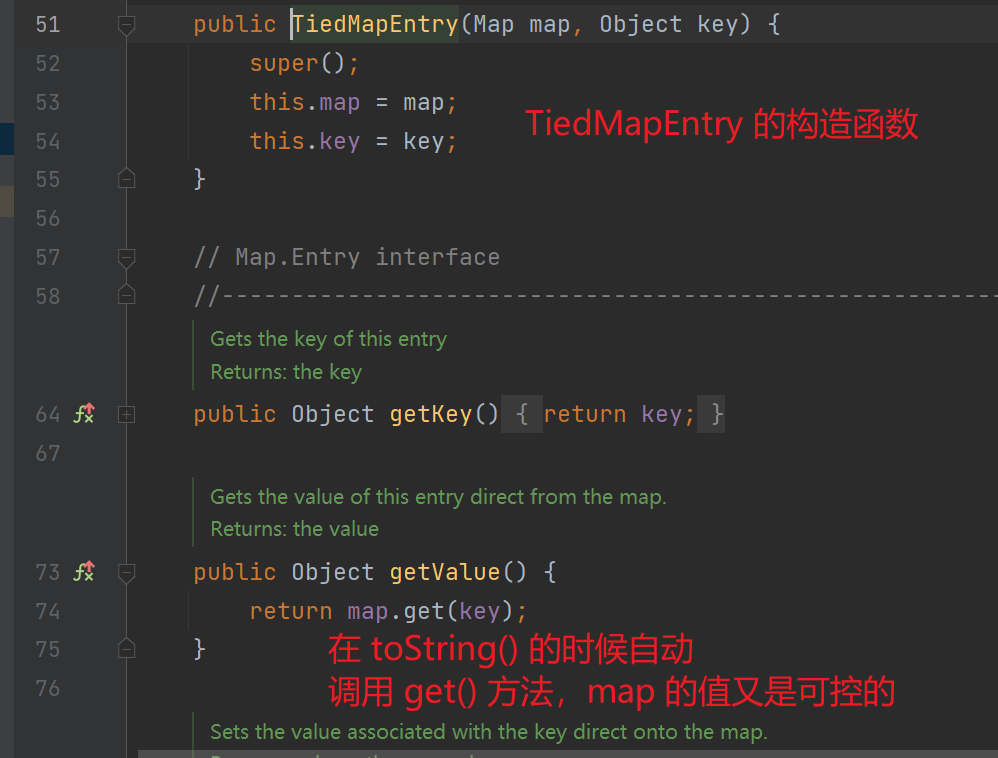 51 public TiedMapEntry(Map map, Object key) {
52 super();
53 this.map = map;
TiedMapEntry 的构造函数
54 this.key = key;
55 }
56
57 // Map.Entry interface
58 //-------------------------------------------------------
Gets the key of this entry
Returns: the key
64 public Object getKey() { return key; }
67
Gets the value of this entry direct from the map.
Returns: the value
73 public Object getValue() {
74 return map.get(key);
75 }
在 toString() 的时候自动
调用 get() 方法，map 的值又是可控的
76
Sets the value associated with the key direct onto the map.